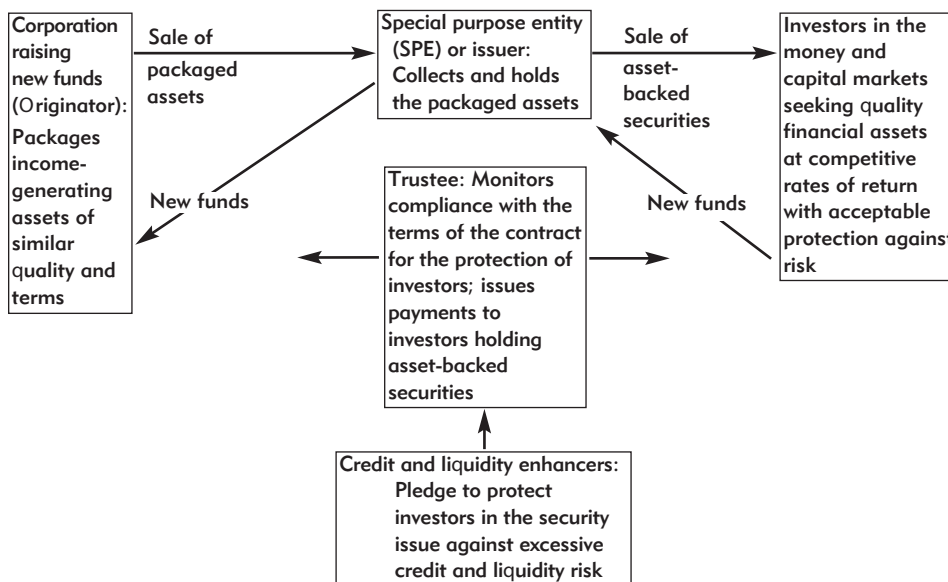 Corporation
raising
new funds
(Originator):
Packages
income-
generating
assets of
similar
quality and
terms
Sale of
packaged
assets
New funds
Special purpose entity
(SPE) or issuer:
Collects and holds
the packaged assets
Sale of
asset-
backed
securities
New funds
Investors in the
money and
capital markets
seeking quality
financial assets
at competitive
rates of return
with acceptable
protection against
risk
Trustee: Monitors
compliance with the
terms of the contract
for the protection of
investors; issues
payments to
investors holding
asset-backed
securities
Credit and liquidity enhancers:
Pledge to protect
investors in the security
issue against excessive
credit and liquidity risk